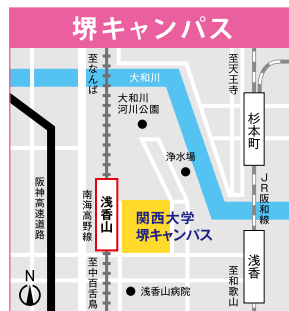 堺キャンパス
至なんば
大和川
至天王寺
大和川
河川公園
杉本町
浄水場
JR阪和線
阪神高速道路
南海高野線
浅香山
関西大学
堺キャンパス
浅香
至中百舌鳥
至和歌山
N
浅香山病院